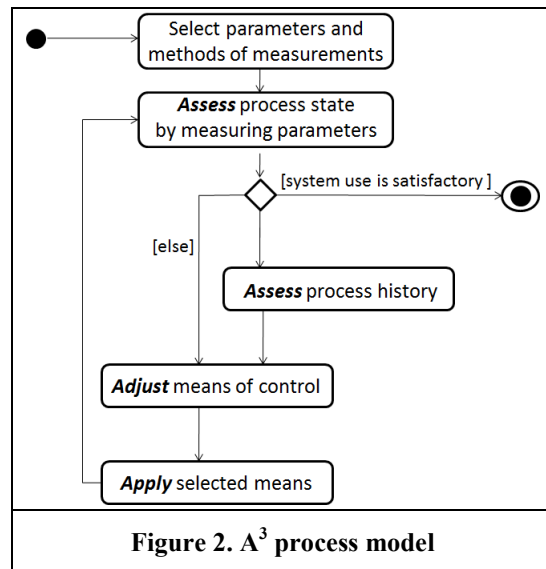 Select parameters and
methods of measurements
Assess process state
by measuring parameters
[system use is satisfactory ]
[else]
Assess process history
Adjust means of control
Apply selected means
Figure 2. A³ process model